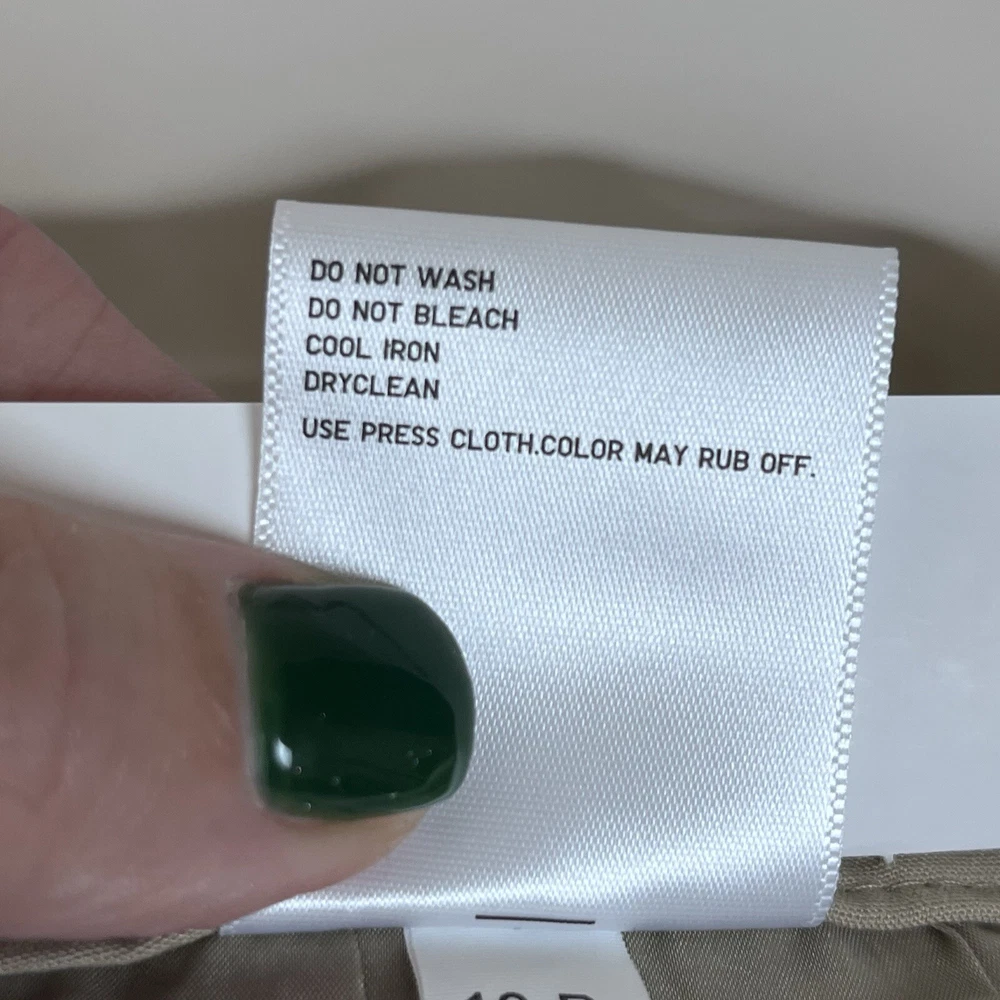 DO NOT WASH
DO NOT BLEACH
COOL IRON
DRYCLEAN
USE PRESS CLOTH.COLOR MAY RUB OFF.